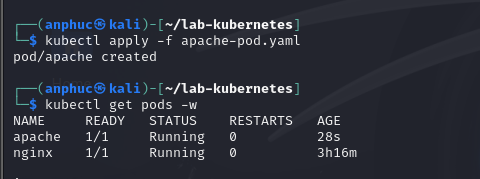 ┌──(anphuc㉿kali)-[~/lab-kubernetes]
└─$ kubectl apply -f apache-pod.yaml
pod/apache created
┌──(anphuc㉿kali)-[~/lab-kubernetes]
└─$ kubectl get pods -w
NAME READY STATUS RESTARTS AGE
apache 1/1 Running 0 28s
nginx 1/1 Running 0 3h16m